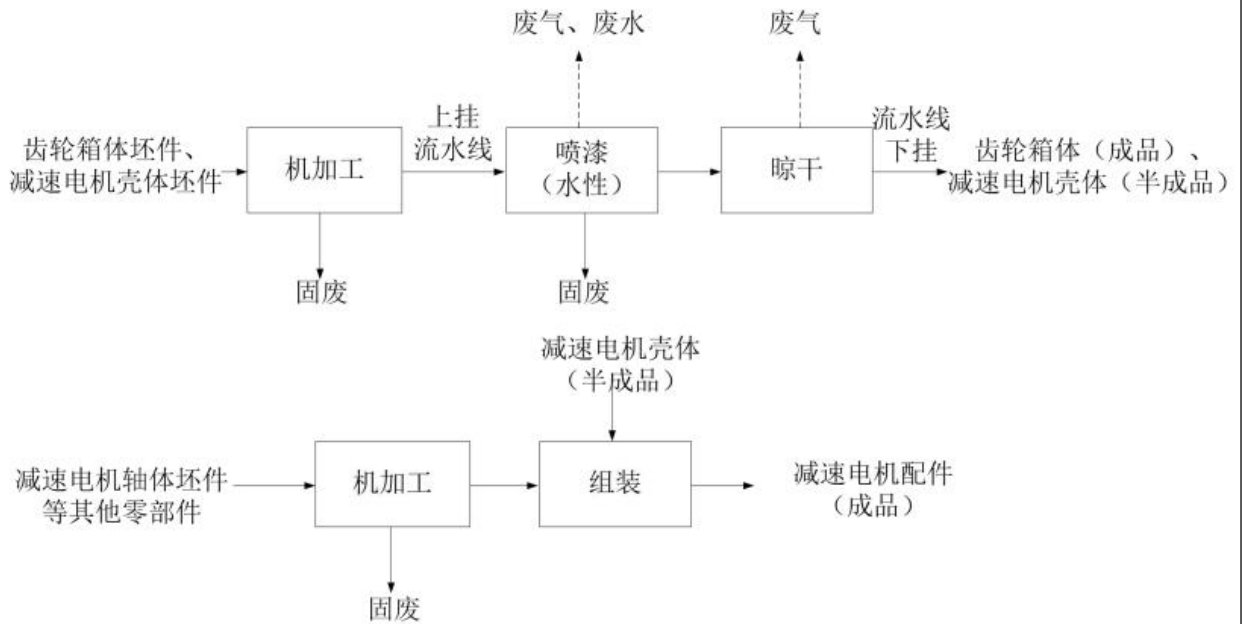 废气、废水
废气
齿轮箱体坯件、
减速电机壳体坯件
机加工
上挂
流水线
喷漆
（水性）
晾干
流水线
下挂
齿轮箱体（成品）、
减速电机壳体（半成品）
固废
固废
减速电机壳体
（半成品）
减速电机轴体坯件
等其他零部件
机加工
组装
减速电机配件
（成品）
固废